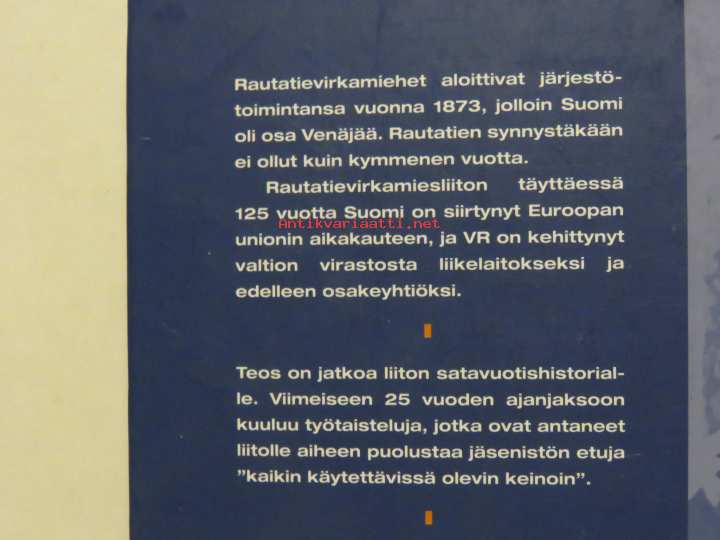 Rautatievirkamiehet aloittivat järjestö-
toimintansa vuonna 1873, jolloin Suomi
oli osa Venäjää. Rautatien synnystäkään
ei ollut kuin kymmenen vuotta.
Rautatievirkamiesliiton täyttäessä
125 vuotta Suomi on siirtynyt Euroopan
Antikvariaatti.net
unionin aikakauteen, ja VR on kehittynyt
valtion virastosta liikelaitokseksi ja
edelleen osakeyhtiöksi.
Teos on jatkoa liiton satavuotishistorial-
le. Viimeiseen 25 vuoden ajanjaksoon
kuuluu työtaisteluja, jotka ovat antaneet
liitolle aiheen puolustaa jäsenistön etuja
”kaikin käytettävissä olevin keinoin”.